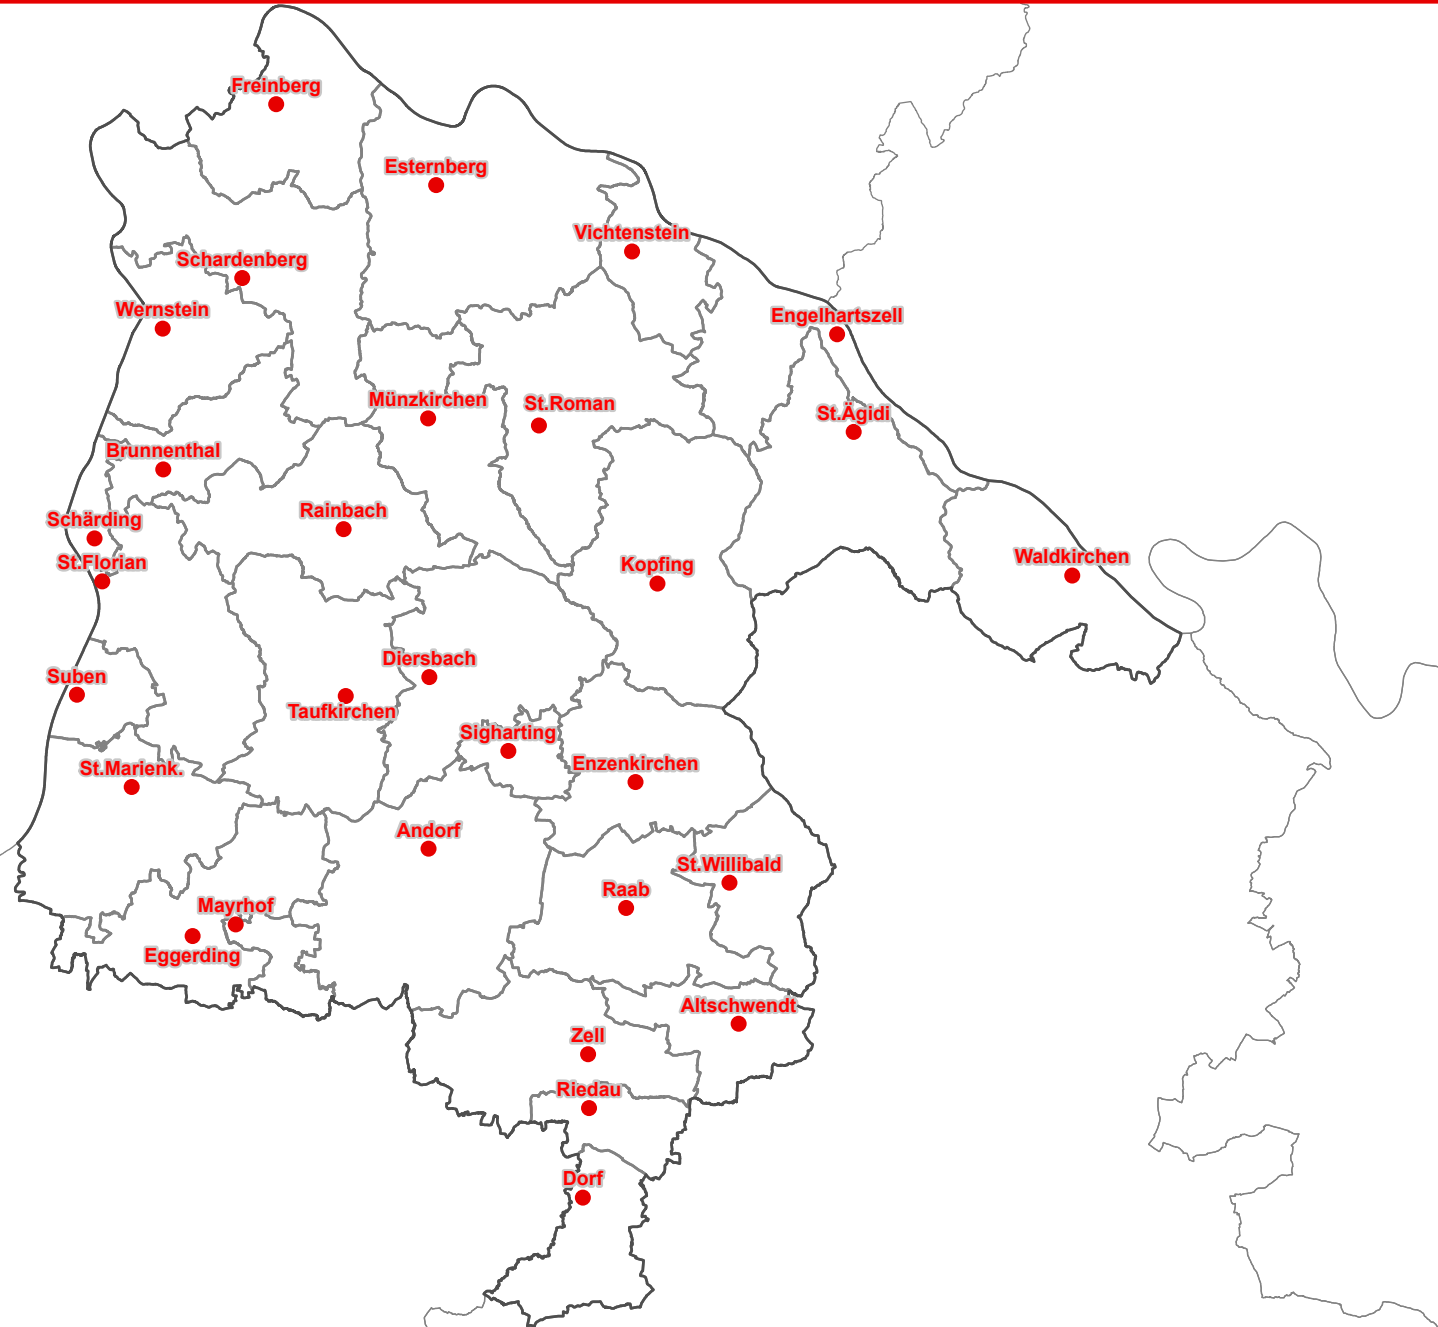 Freinberg
Esternberg
Vichtenstein
Schardenberg
Wernstein
Engelhartszell
Münzkirchen
St.Roman
St.Ägidi
Brunnenthal
Rainbach
Schärding
St.Florian
Kopfing
Waldkirchen
Diersbach
Suben
Taufkirchen
Sigharting
Enzenkirchen
St.Marienk.
Andorf
St.Willibald
Raab
Mayrhof
Eggerding
Altschwendt
Zell
Riedau
Dorf